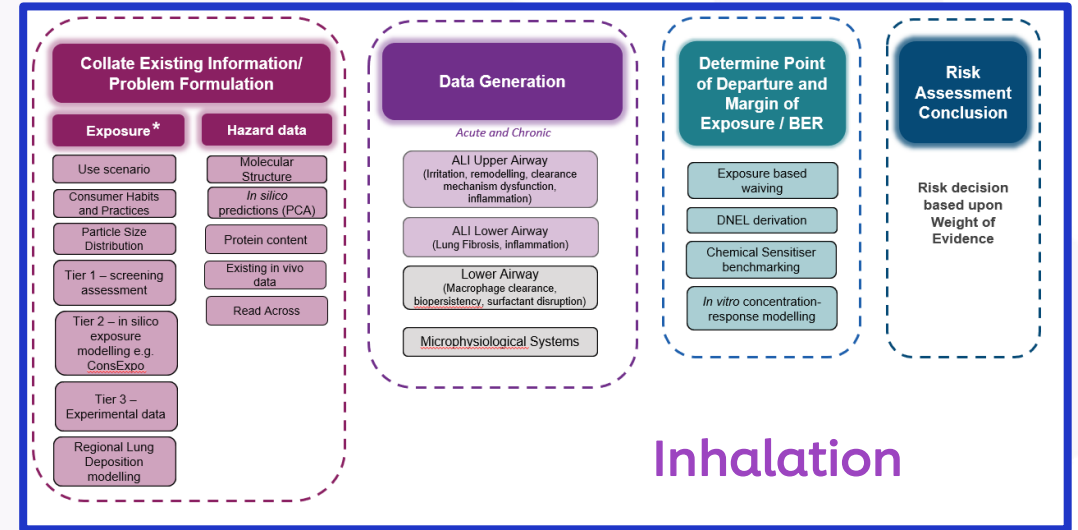 Collate Existing Information/
Problem Formulation
Exposure*
Use scenario
Consumer Habits
and Practices
Particle Size
Distribution
Tier 1 – screening
assessment
Tier 2 – in silico
exposure
modelling e.g.
ConsExpo
Tier 3 –
Experimental data
Regional Lung
Deposition
modelling
Hazard data
Molecular
Structure
In silico
predictions (PCA)
Protein content
Existing in vivo
data
Read Across
Data Generation
Acute and Chronic
ALI Upper Airway
(Irritation, remodelling, clearance
mechanism dysfunction,
inflammation)
ALI Lower Airway
(Lung Fibrosis, inflammation)
Lower Airway
(Macrophage clearance,
biopersistency, surfactant disruption)
Microphysiological Systems
Determine Point
of Departure and
Margin of
Exposure / BER
Exposure based
waiving
DNEL derivation
Chemical Sensitiser
benchmarking
In vitro concentration-
response modelling
Risk
Assessment
Conclusion
Risk decision
based upon
Weight of
Evidence
Inhalation